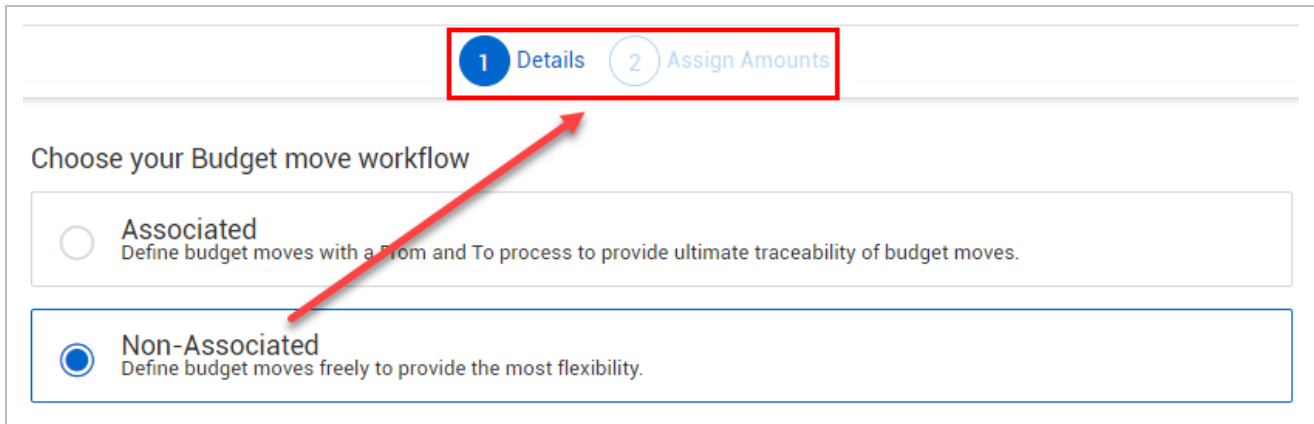 1 Details 2 Assign Amounts
Choose your Budget move workflow
Associated
Define budget moves with a From and To process to provide ultimate traceability of budget moves.
Non-Associated
Define budget moves freely to provide the most flexibility.